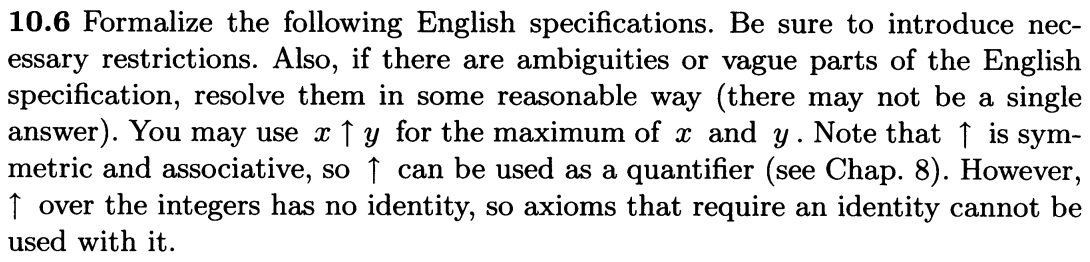 10.6 Formalize the following English specifications. Be sure to introduce nec-
essary restrictions. Also, if there are ambiguities or vague parts of the English
specification, resolve them in some reasonable way (there may not be a single
answer). You may use x ↑ y for the maximum of x and y . Note that ↑ is sym-
metric and associative, so ↑ can be used as a quantifier (see Chap. 8). However,
↑ over the integers has no identity, so axioms that require an identity cannot be
used with it.